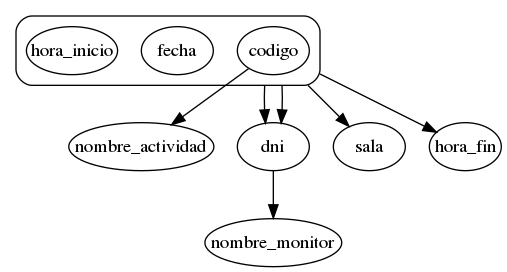 hora_inicio fecha codigo
nombre_actividad dni sala hora_fin
nombre_monitor